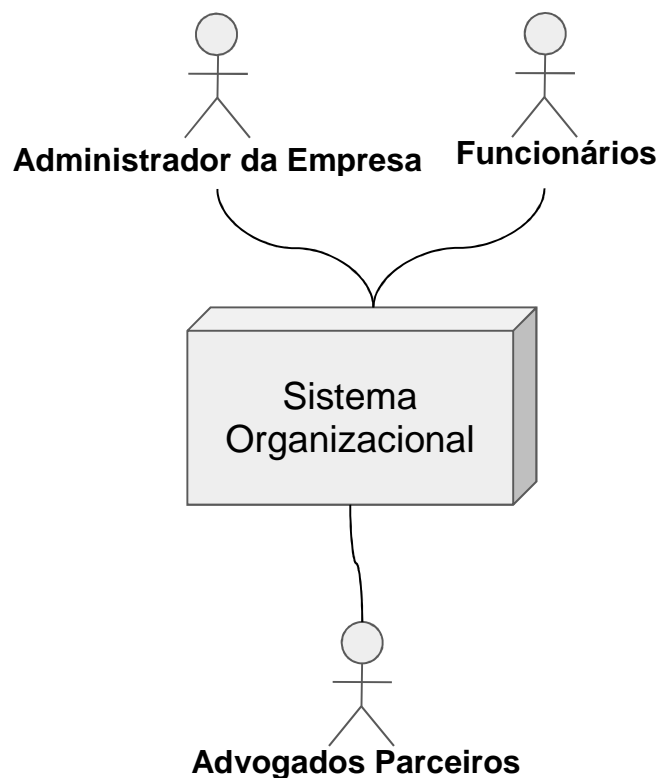 Administrador da Empresa
Funcionários
Sistema
Organizacional
Advogados Parceiros